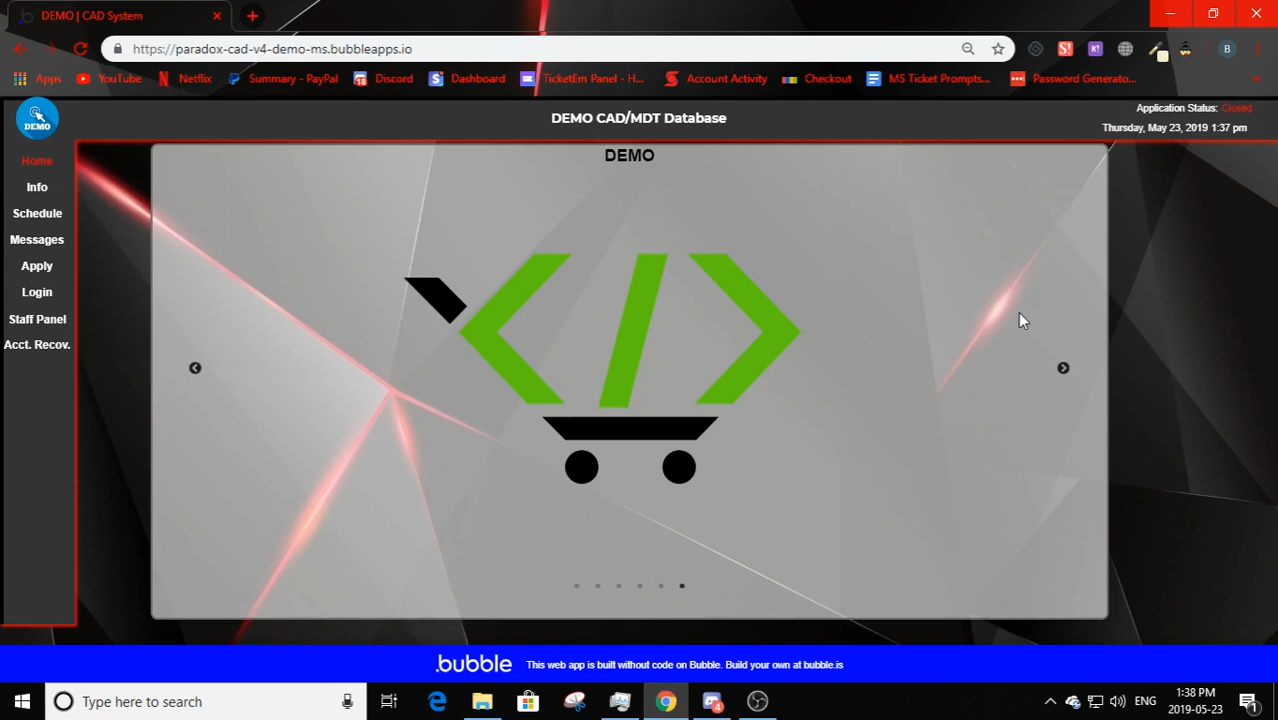 DEMO | CAD System
https://paradox-cad-v4-demo-ms.bubbleapps.io
B
Apps
YouTube
Netflix
Summary - PayPal
Discord
Dashboard
TicketEm Panel - H...
Account Activity
Checkout
MS Ticket Prompts...
Password Generato...
DEMO
DEMO CAD/MDT Database
Application Status: Closed
Thursday, May 23, 2019 1:37 pm
Home
Info
Schedule
Messages
Apply
Login
Staff Panel
Acct. Recov.
DEMO
</>
.bubble This web app is built without code on Bubble. Build your own at bubble.is
Type here to search
4
ENG
1:38 PM
2019-05-23
1